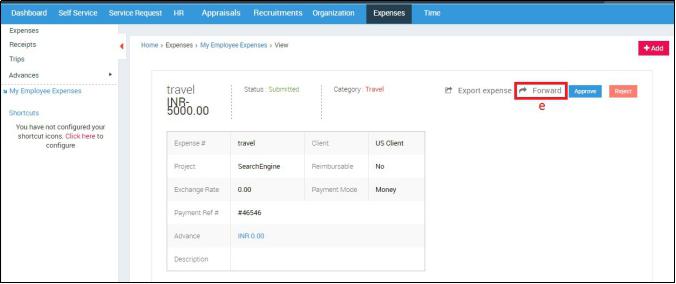 Dashboard Self Service Service Request HR Appraisals Recruitments Organization Expenses Time
Expenses
Receipts
Trips
Advances
My Employee Expenses
Shortcuts
You have not configured your
shortcut icons. Click here to
configure
Home › Expenses › My Employee Expenses › View
+ Add
travel
INR-
5000.00
Status : Submitted
Category : Travel
Export expense
Forward
Approve
Reject
e
Expense # travel Client US Client
Project SearchEngine Reimbursable No
Exchange Rate 0.00 Payment Mode Money
Payment Ref # #46546
Advance INR 0.00
Description